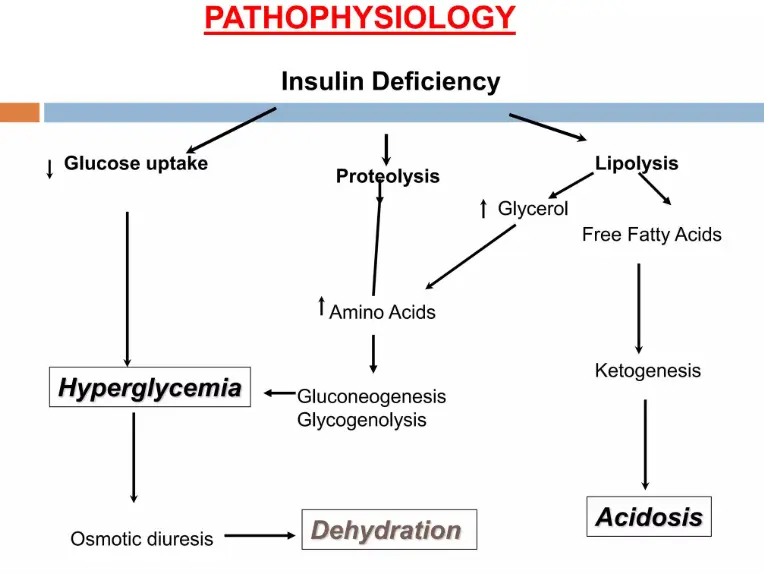 PATHOPHYSIOLOGY
Insulin Deficiency
↓ Glucose uptake
Proteolysis
Lipolysis
↑ Glycerol
Free Fatty Acids
↑ Amino Acids
Ketogenesis
Hyperglycemia
Gluconeogenesis
Glycogenolysis
Acidosis
Osmotic diuresis
Dehydration